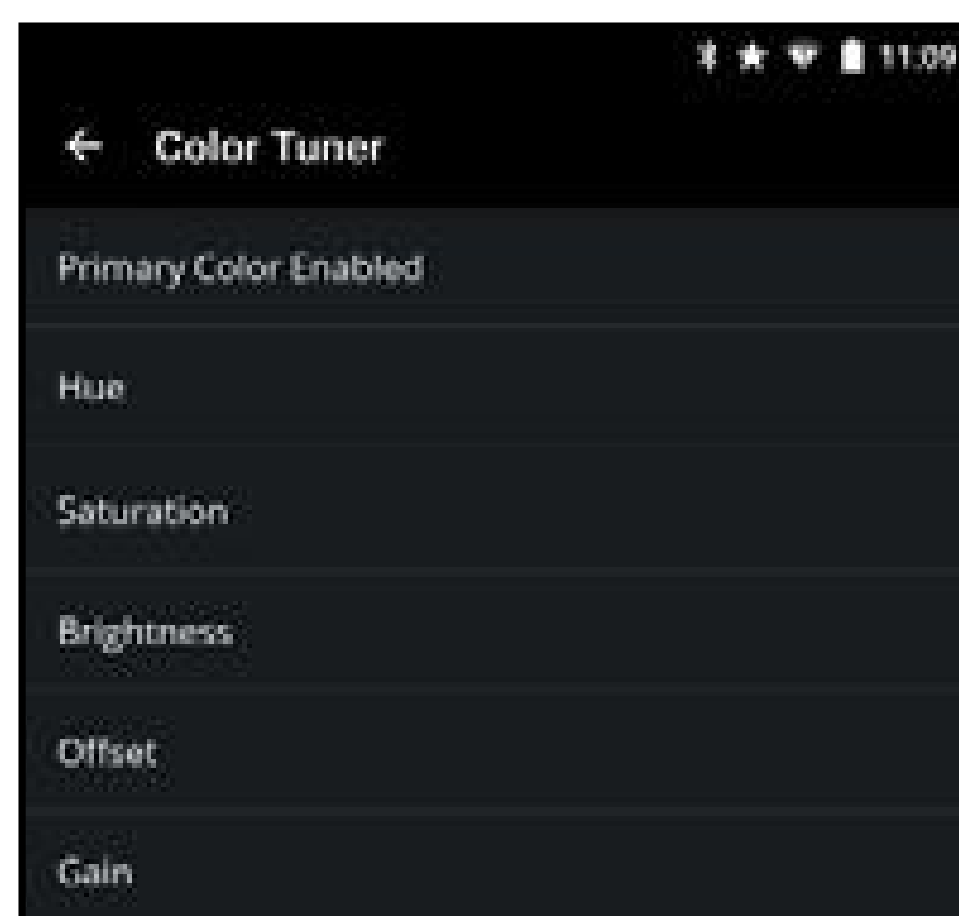 11:09
Color Tuner
Primary Color Enabled
Hue
Saturation
Brightness
Offset
Gain